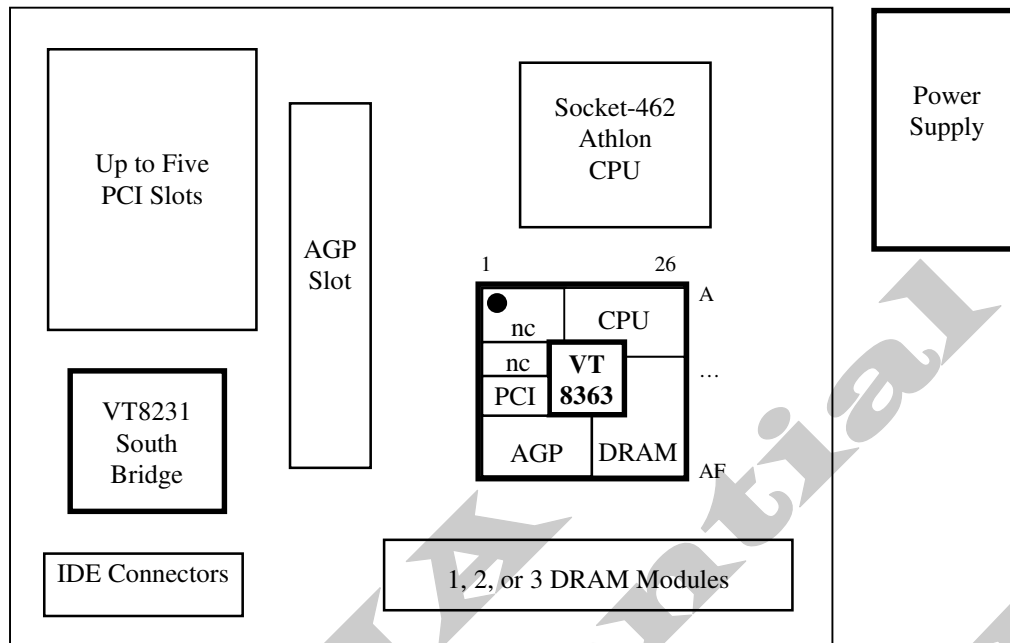 Up to Five
PCI Slots
AGP
Slot
Socket-462
Athlon
CPU
Power
Supply
1
26
A
…
AF
nc
CPU
nc
VT
8363
PCI
AGP
DRAM
VT8231
South
Bridge
IDE Connectors
1, 2, or 3 DRAM Modules